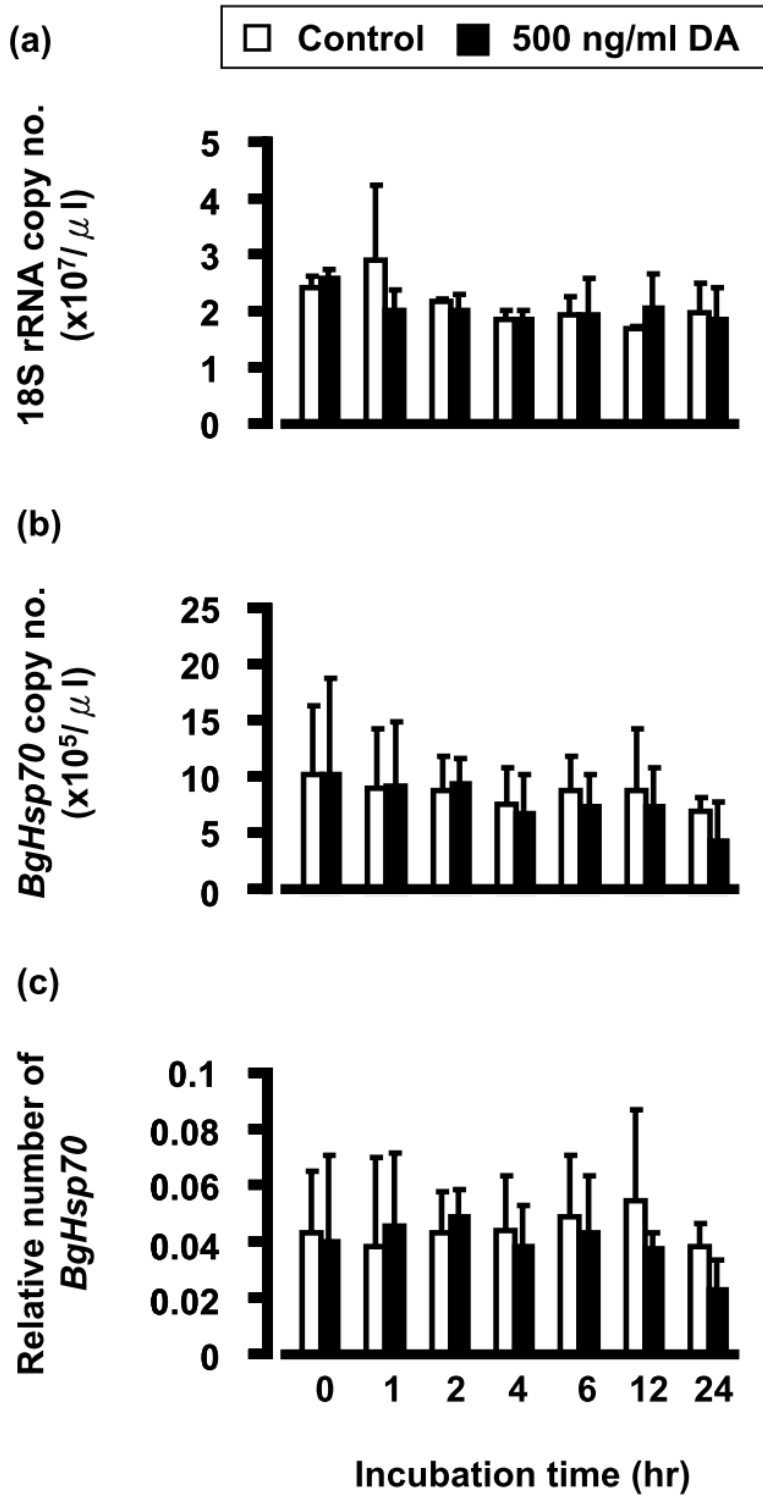 (a)
Control 500 ng/ml DA
18S rRNA copy no.
(x10⁷/μl)
5
4
3
2
1
0
(b)
BgHsp70 copy no.
(x10⁵/μl)
25
20
15
10
5
0
(c)
Relative number of
BgHsp70
0.1
0.08
0.06
0.04
0.02
0
0 1 2 4 6 12 24
Incubation time (hr)